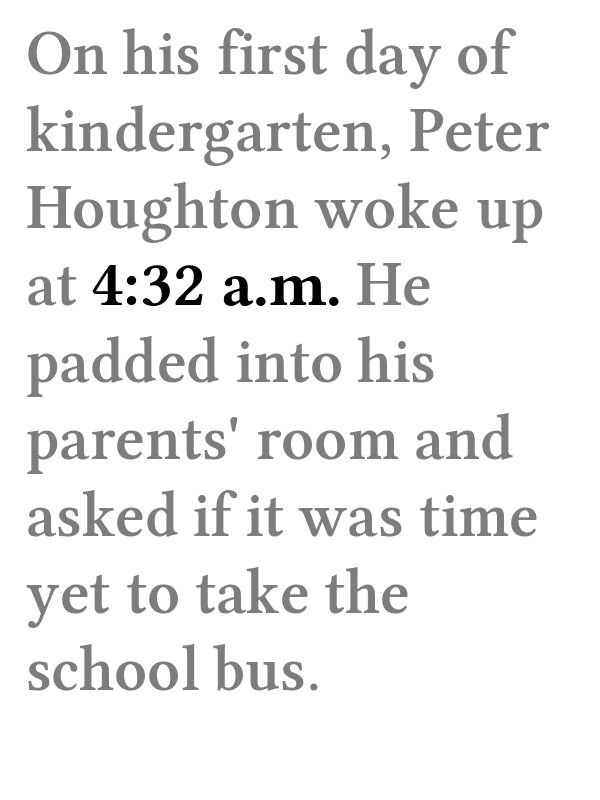 On his first day of
kindergarten, Peter
Houghton woke up
at 4:32 a.m. He
padded into his
parents' room and
asked if it was time
yet to take the
school bus.